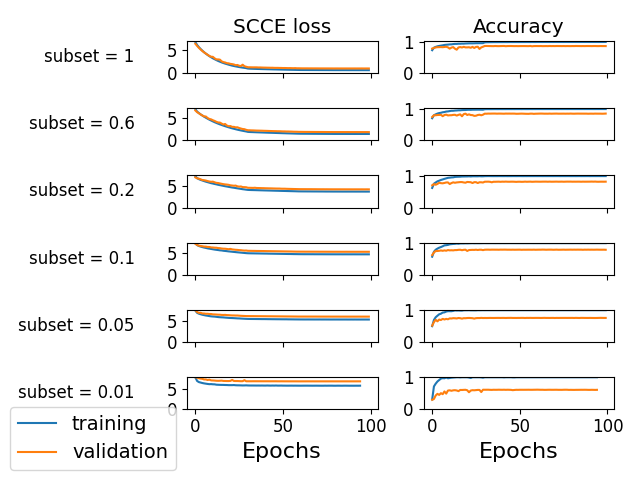 SCCE loss Accuracy
subset = 1 5 0 1 0
subset = 0.6 5 0 1 0
subset = 0.2 5 0 1 0
subset = 0.1 5 0 1 0
subset = 0.05 5 0 1 0
subset = 0.01 5 0 1 0
0 50 100 0 50 100
Epochs Epochs
training
validation